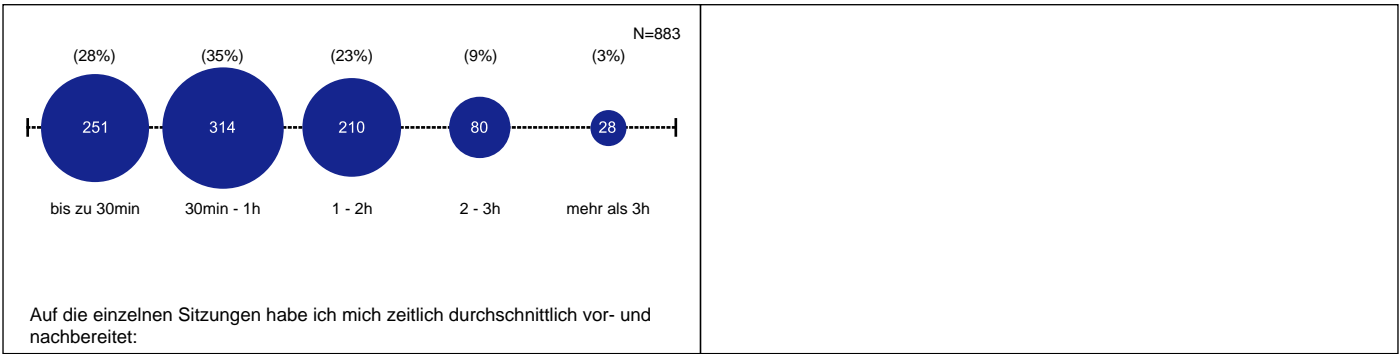 N=883
(28%) (35%) (23%) (9%) (3%)
251 314 210 80 28
bis zu 30min 30min - 1h 1 - 2h 2 - 3h mehr als 3h
Auf die einzelnen Sitzungen habe ich mich zeitlich durchschnittlich vor- und
nachbereitet: